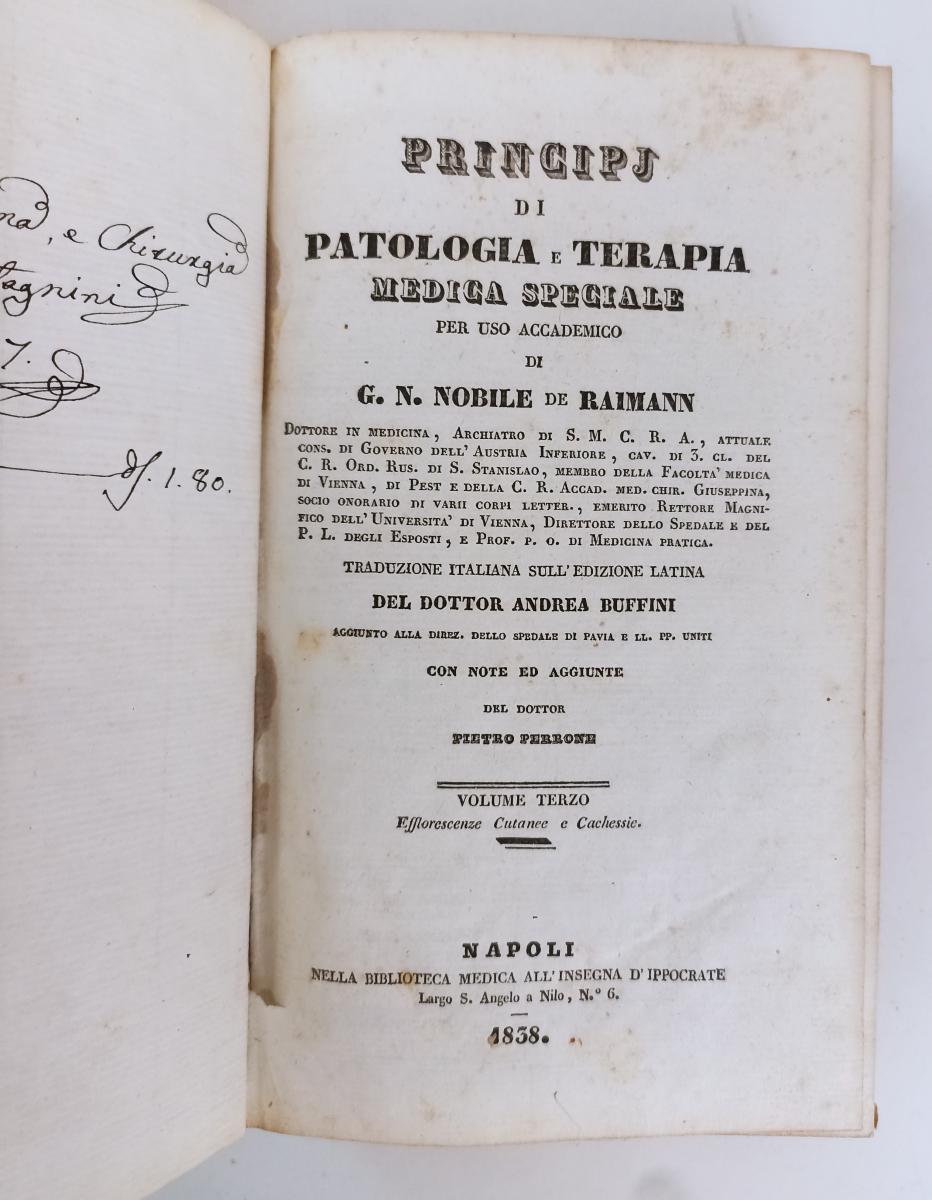 e Chirurgia
7.
1.80.
PRINCIPJ
DI
PATOLOGIA E TERAPIA
MEDICA SPECIALE
PER USO ACCADEMICO
DI
G. N. NOBILE DE RAIMANN
DOTTORE IN MEDICINA, ARCHIATRO DI S. M. C. R. A., ATTUALE
CONS. DI GOVERNO DELL'AUSTRIA INFERIORE, CAV. DI 3. CL. DEL
C. R. ORD. RUS. DI S. STANISLAO, MEMBRO DELLA FACOLTA' MEDICA
DI VIENNA, DI PEST E DELLA C. R. ACCAD. MED. CHIR. GIUSEPPINA,
SOCIO ONORARIO DI VARII CORPI LETTER., EMERITO RETTORE MAGNI-
FICO DELL'UNIVERSITA' DI VIENNA, DIRETTORE DELLO SPEDALE E DEL
P. L. DEGLI ESPOSTI, E PROF. P. O. DI MEDICINA PRATICA.
TRADUZIONE ITALIANA SULL'EDIZIONE LATINA
DEL DOTTOR ANDREA BUFFINI
AGGIUNTO ALLA DIREZ. DELLO SPEDALE DI PAVIA E LL. PP. UNITI
CON NOTE ED AGGIUNTE
DEL DOTTOR
PIETRO PERRONE
VOLUME TERZO
Efflorescenze Cutanee e Cachessie.
NAPOLI
NELLA BIBLIOTECA MEDICA ALL'INSEGNA D'IPPOCRATE
Largo S. Angelo a Nilo, N.º 6.
1838.